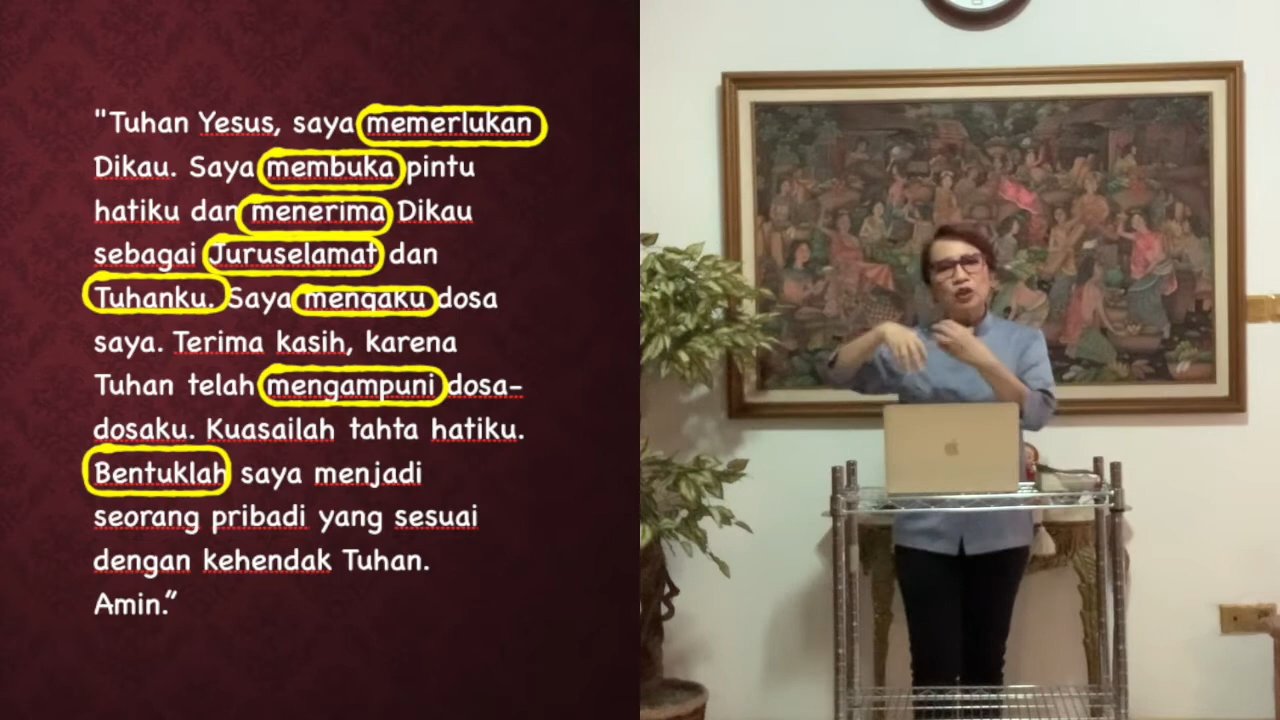 "Tuhan Yesus, saya memerlukan
Dikau. Saya membuka pintu
hatiku dan menerima Dikau
sebagai Juruselamat dan
Tuhanku. Saya mengaku dosa
saya. Terima kasih, karena
Tuhan telah mengampuni dosa-
dosaku. Kuasailah tahta hatiku.
Bentuklah saya menjadi
seorang pribadi yang sesuai
dengan kehendak Tuhan.
Amin.”